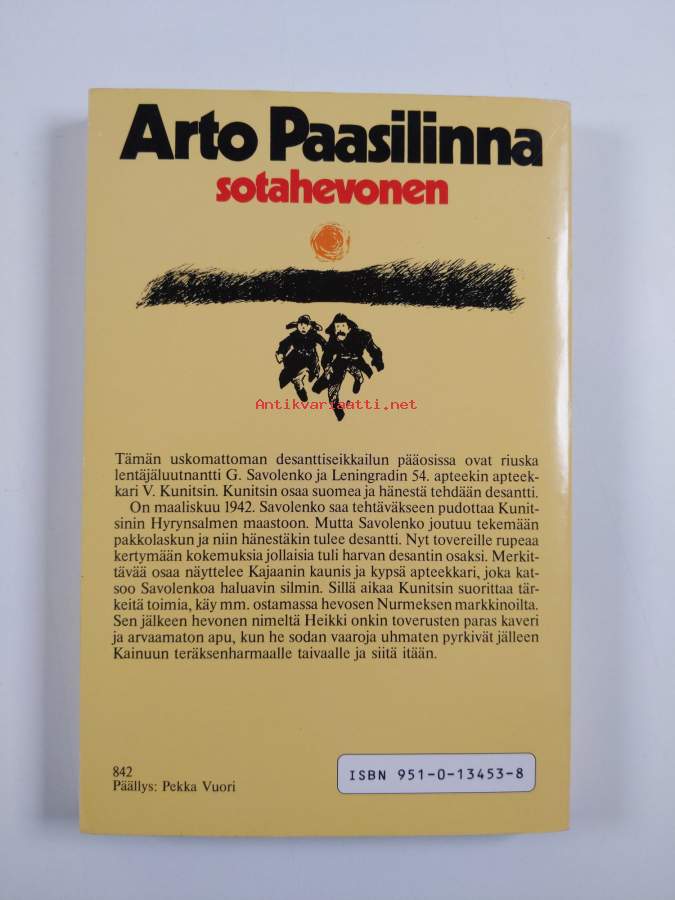 Arto Paasilinna
sotahevonen
Antikvariaatti.net
Tämän uskomattoman desanttiseikkailun pääosissa ovat riuska
lentäjäluutnantti G. Savolenko ja Leningradin 54. apteekin apteek-
kari V. Kunitsin. Kunitsin osaa suomea ja hänestä tehdään desantti.
On maaliskuu 1942. Savolenko saa tehtäväkseen pudottaa Kunit-
sinin Hyrynsalmen maastoon. Mutta Savolenko joutuu tekemään
pakkolaskun ja niin hänestäkin tulee desantti. Nyt tovereille rupeaa
kertymään kokemuksia jollaisia tuli harvan desantin osaksi. Merkit-
tävää osaa näyttelee Kajaanin kaunis ja kypsä apteekkari, joka kat-
soo Savolenkoa haluavin silmin. Sillä aikaa Kunitsin suorittaa tär-
keitä toimia, käy mm. ostamassa hevosen Nurmeksen markkinoilta.
Sen jälkeen hevonen nimeltä Heikki onkin toverusten paras kaveri
ja arvaamaton apu, kun he sodan vaaroja uhmaten pyrkivät jälleen
Kainuun teräksenharmaalle taivaalle ja siitä itään.
842
Päällys: Pekka Vuori
ISBN 951-0-13453-8